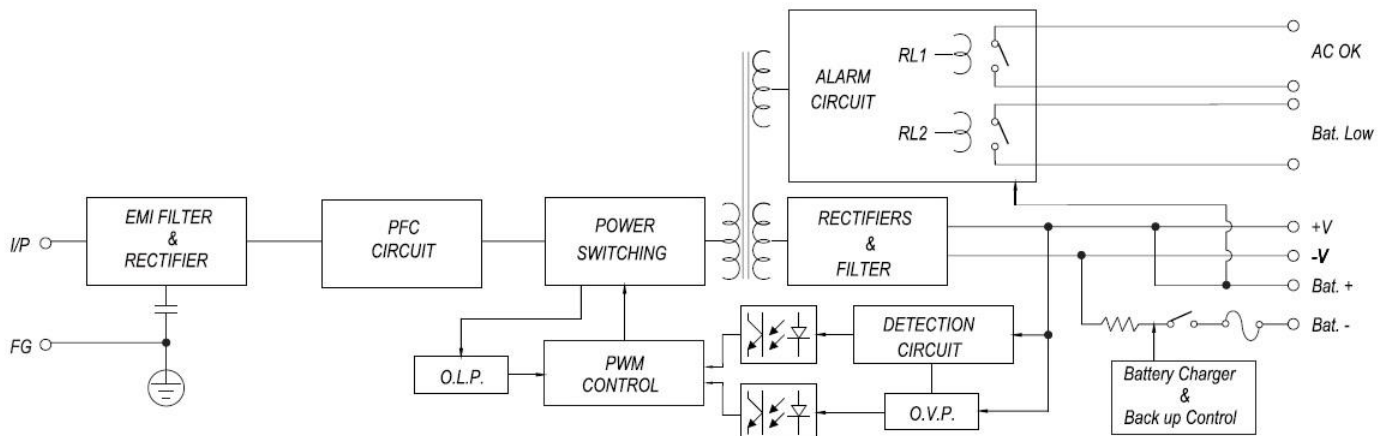 RL1
AC OK
ALARM
CIRCUIT
RL2
Bat. Low
EMI FILTER
&
RECTIFIER
PFC
CIRCUIT
POWER
SWITCHING
RECTIFIERS
&
FILTER
I/P
+V
-V
Bat. +
Bat. -
FG
O.L.P.
PWM
CONTROL
DETECTION
CIRCUIT
O.V.P.
Battery Charger
&
Back up Control